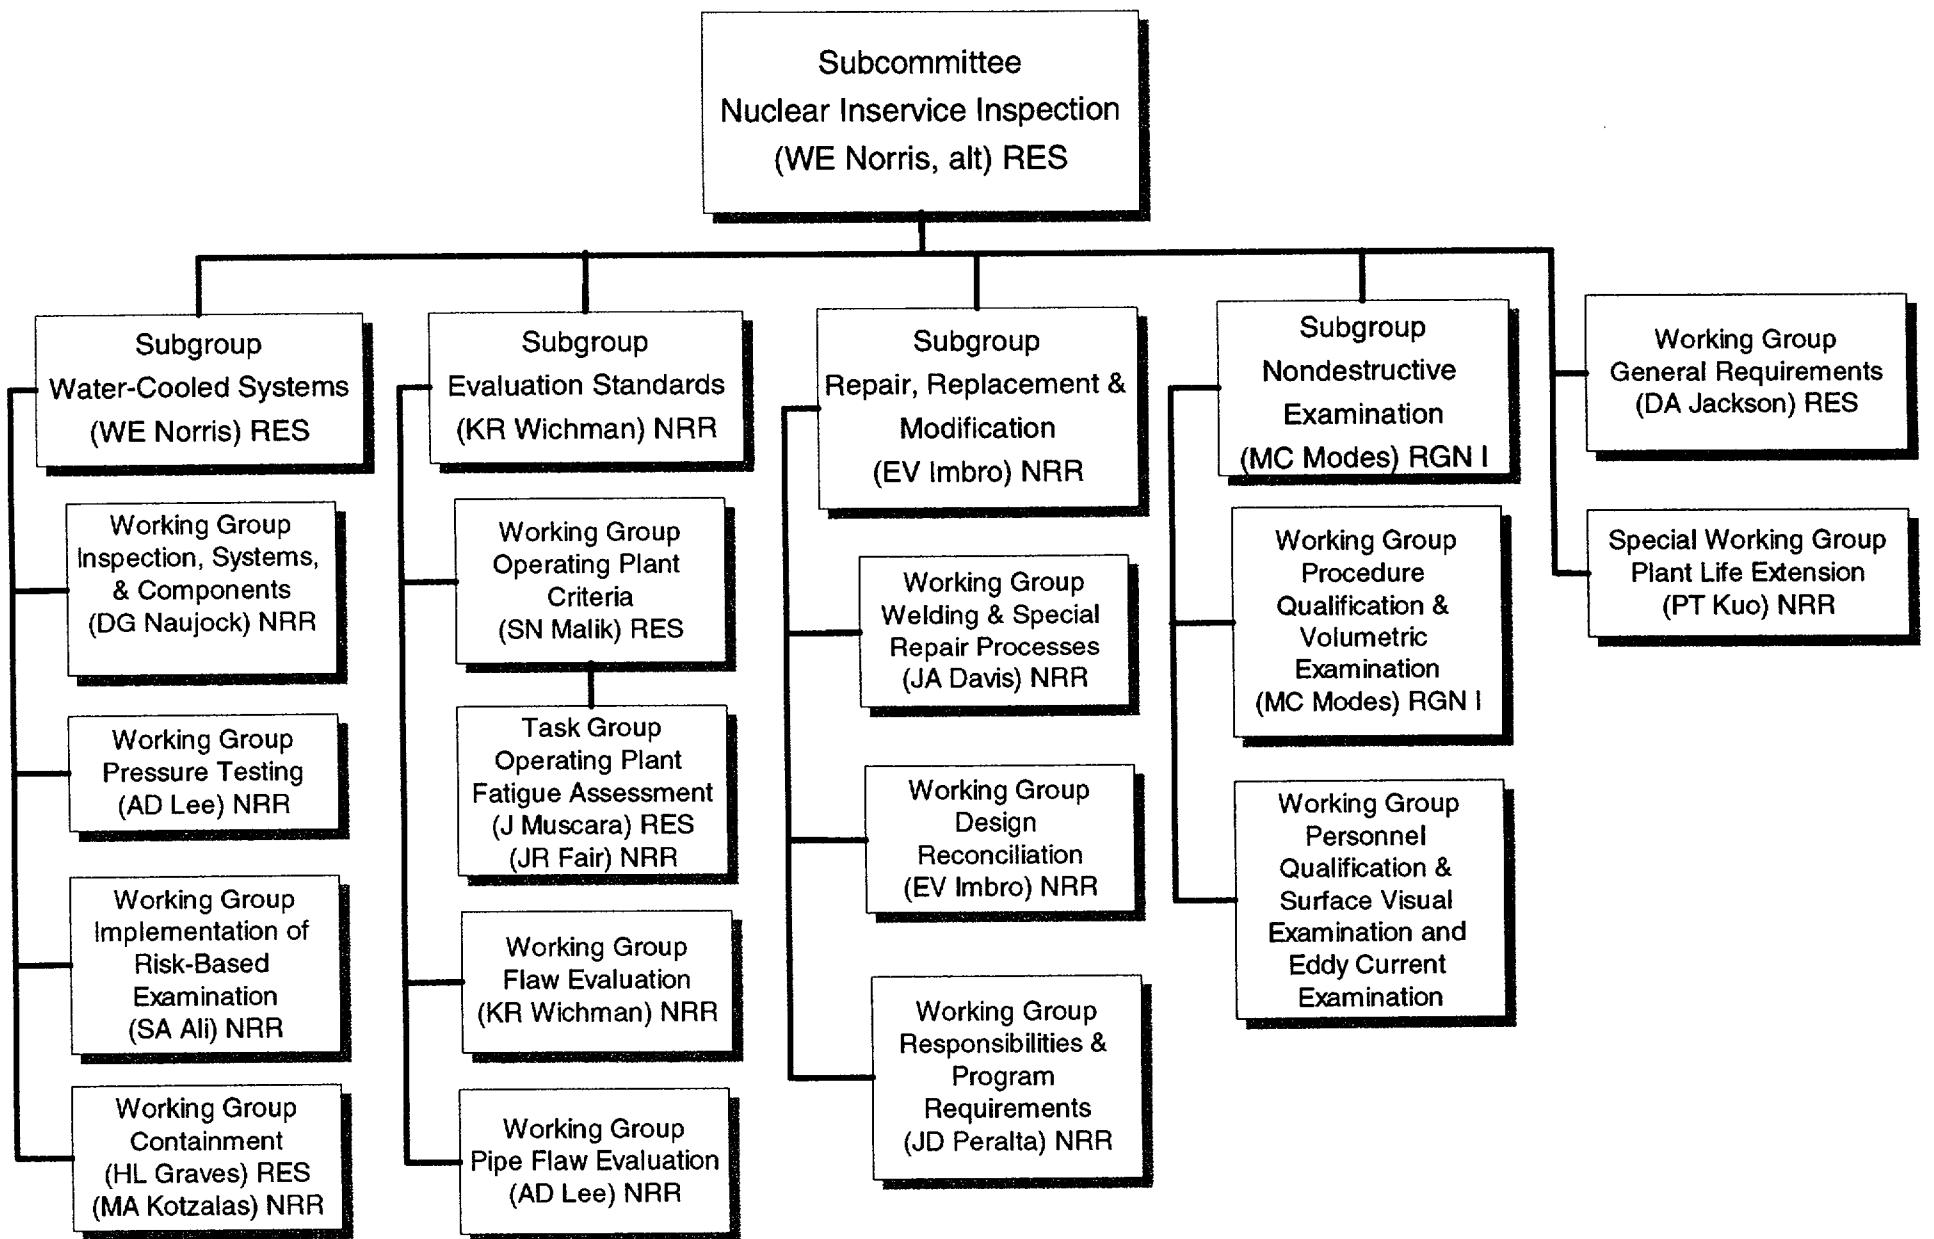 Subcommittee
Nuclear Inservice Inspection
(WE Norris, alt) RES
Subgroup
Water-Cooled Systems
(WE Norris) RES
Working Group
Inspection, Systems,
& Components
(DG Naujock) NRR
Working Group
Pressure Testing
(AD Lee) NRR
Working Group
Implementation of
Risk-Based
Examination
(SA Ali) NRR
Working Group
Containment
(HL Graves) RES
(MA Kotzalas) NRR
Subgroup
Evaluation Standards
(KR Wichman) NRR
Working Group
Operating Plant
Criteria
(SN Malik) RES
Task Group
Operating Plant
Fatigue Assessment
(J Muscara) RES
(JR Fair) NRR
Working Group
Flaw Evaluation
(KR Wichman) NRR
Working Group
Pipe Flaw Evaluation
(AD Lee) NRR
Subgroup
Repair, Replacement &
Modification
(EV Imbro) NRR
Working Group
Welding & Special
Repair Processes
(JA Davis) NRR
Working Group
Design
Reconciliation
(EV Imbro) NRR
Working Group
Responsibilities &
Program
Requirements
(JD Peralta) NRR
Subgroup
Nondestructive
Examination
(MC Modes) RGN I
Working Group
Procedure
Qualification &
Volumetric
Examination
(MC Modes) RGN I
Working Group
Personnel
Qualification &
Surface Visual
Examination and
Eddy Current
Examination
Working Group
General Requirements
(DA Jackson) RES
Special Working Group
Plant Life Extension
(PT Kuo) NRR